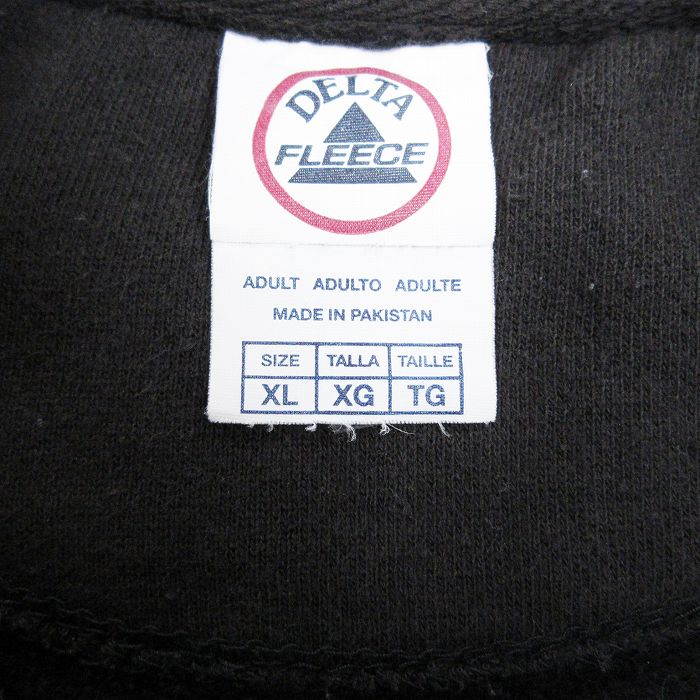 DELTA
FLEECE
ADULT ADULTO ADULTE
MADE IN PAKISTAN
SIZE TALLA TAILLE
XL XG TG